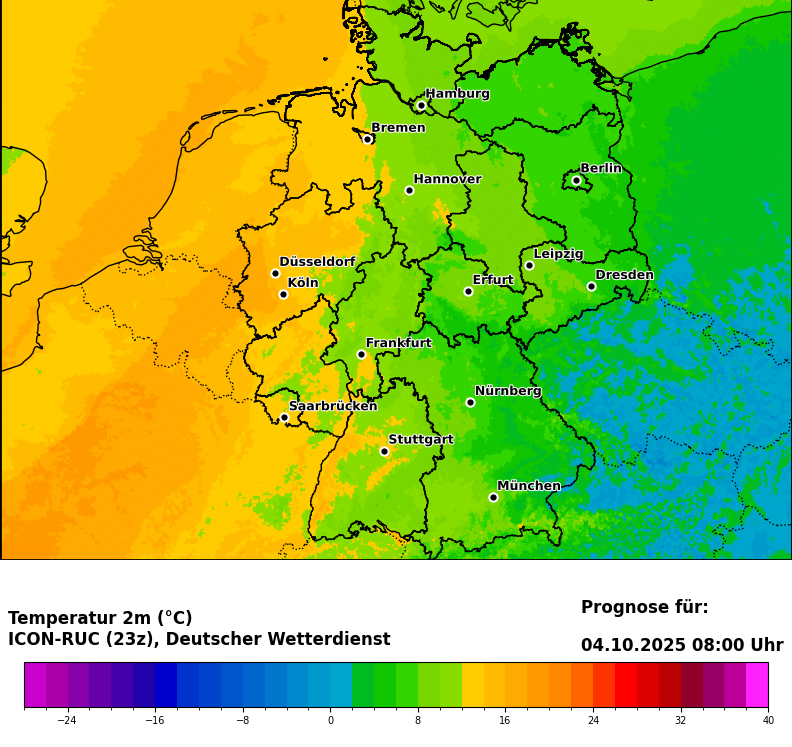 Hamburg
Bremen
Berlin
Hannover
Leipzig
Düsseldorf
Dresden
Köln
Erfurt
Frankfurt
Nürnberg
Saarbrücken
Stuttgart
München
Prognose für:
Temperatur 2m (°C)
ICON-RUC (23z), Deutscher Wetterdienst
04.10.2025 08:00 Uhr
−24 −16 −8 0 8 16 24 32 40